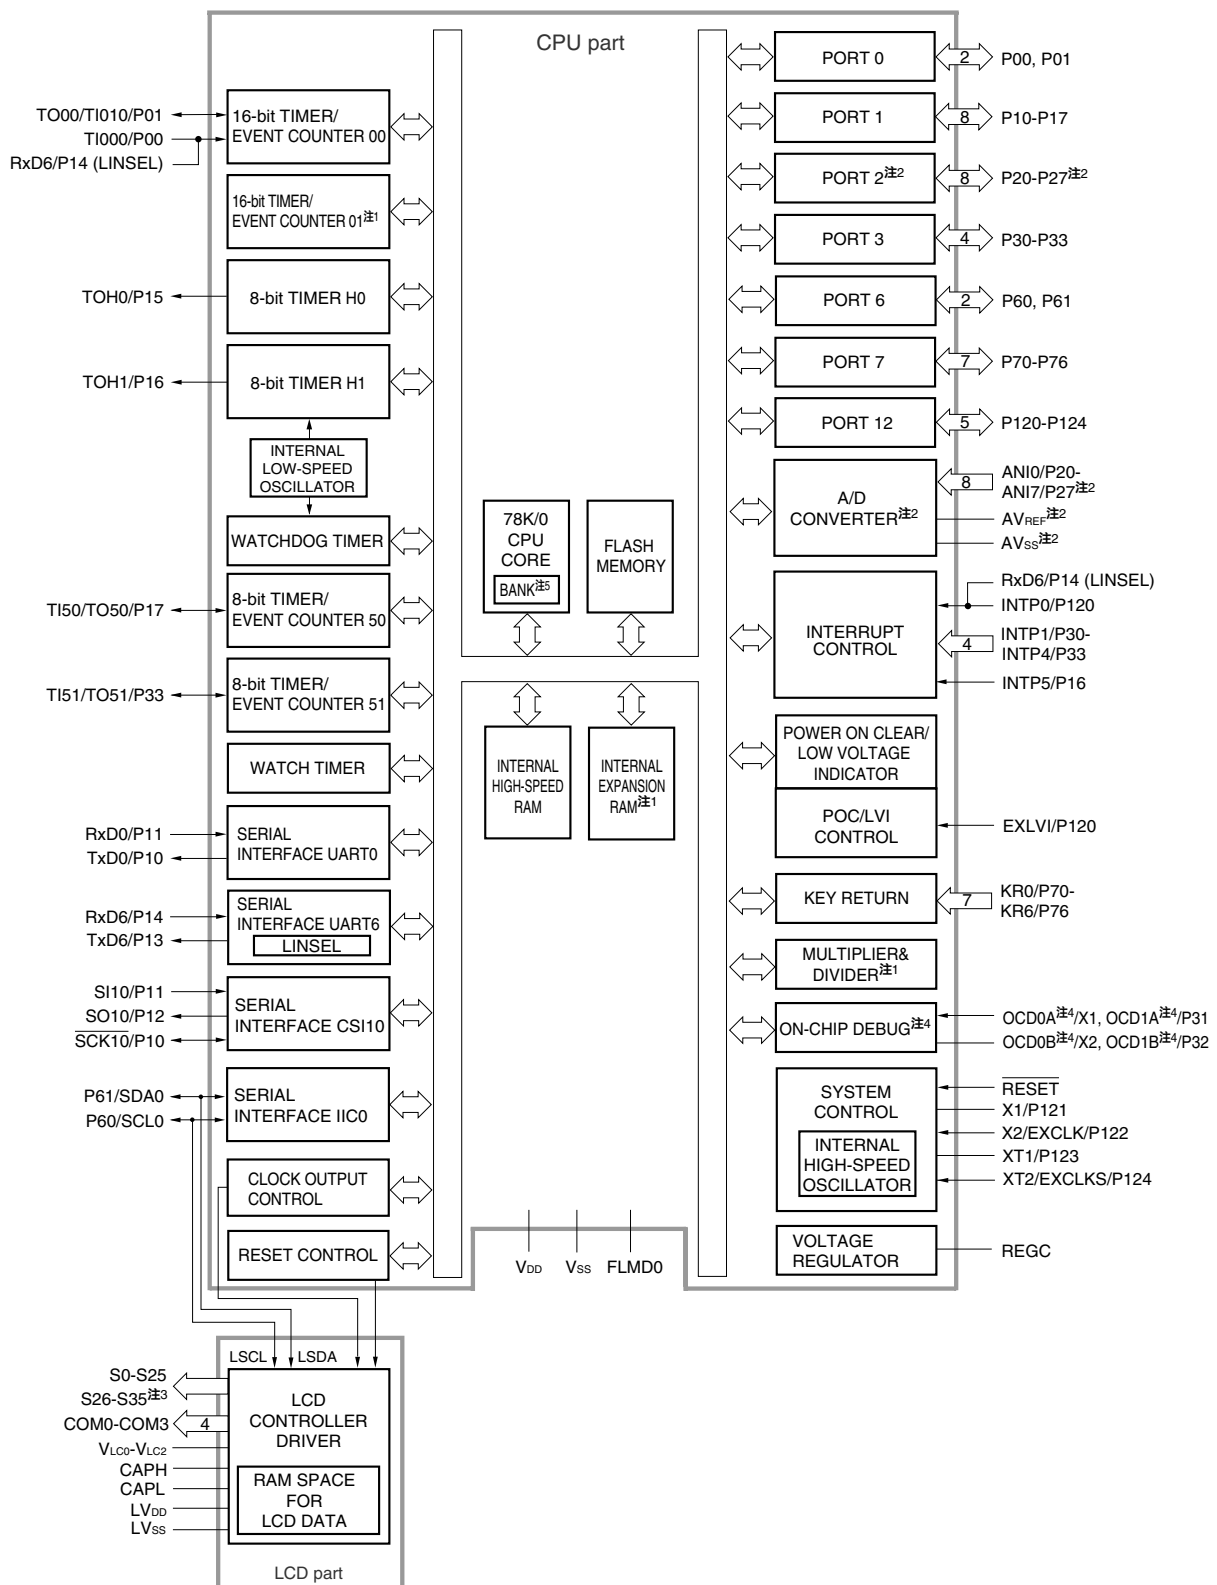 CPU part
TO00/TI010/P01
TI000/P00
RxD6/P14 (LINSEL)
16-bit TIMER/
EVENT COUNTER 00
16-bit TIMER/
EVENT COUNTER 01注1
TOH0/P15
8-bit TIMER H0
TOH1/P16
8-bit TIMER H1
INTERNAL
LOW-SPEED
OSCILLATOR
WATCHDOG TIMER
TI50/TO50/P17
8-bit TIMER/
EVENT COUNTER 50
TI51/TO51/P33
8-bit TIMER/
EVENT COUNTER 51
WATCH TIMER
RxD0/P11
TxD0/P10
SERIAL
INTERFACE UART0
RxD6/P14
TxD6/P13
SERIAL
INTERFACE UART6
LINSEL
SI10/P11
SO10/P12
SCK10/P10
SERIAL
INTERFACE CSI10
P61/SDA0
P60/SCL0
SERIAL
INTERFACE IIC0
CLOCK OUTPUT
CONTROL
RESET CONTROL
78K/0
CPU
CORE
BANK注5
FLASH
MEMORY
INTERNAL
HIGH-SPEED
RAM
INTERNAL
EXPANSION
RAM注1
VDD
VSS
FLMD0
PORT 0
2
P00, P01
PORT 1
8
P10-P17
PORT 2注2
8
P20-P27注2
PORT 3
4
P30-P33
PORT 6
2
P60, P61
PORT 7
7
P70-P76
PORT 12
5
P120-P124
A/D
CONVERTER注2
8
ANI0/P20-
ANI7/P27注2
AVREF注2
AVSS注2
INTERRUPT
CONTROL
RxD6/P14 (LINSEL)
INTP0/P120
4
INTP1/P30-
INTP4/P33
INTP5/P16
POWER ON CLEAR/
LOW VOLTAGE
INDICATOR
POC/LVI
CONTROL
EXLVI/P120
KEY RETURN
7
KR0/P70-
KR6/P76
MULTIPLIER&
DIVIDER注1
ON-CHIP DEBUG注4
OCD0A注4/X1, OCD1A注4/P31
OCD0B注4/X2, OCD1B注4/P32
SYSTEM
CONTROL
INTERNAL
HIGH-SPEED
OSCILLATOR
RESET
X1/P121
X2/EXCLK/P122
XT1/P123
XT2/EXCLKS/P124
VOLTAGE
REGULATOR
REGC
LSCL
LSDA
S0-S25
S26-S35注3
COM0-COM3
4
VLC0-VLC2
CAPH
CAPL
LVDD
LVSS
LCD
CONTROLLER
DRIVER
RAM SPACE
FOR
LCD DATA
LCD part